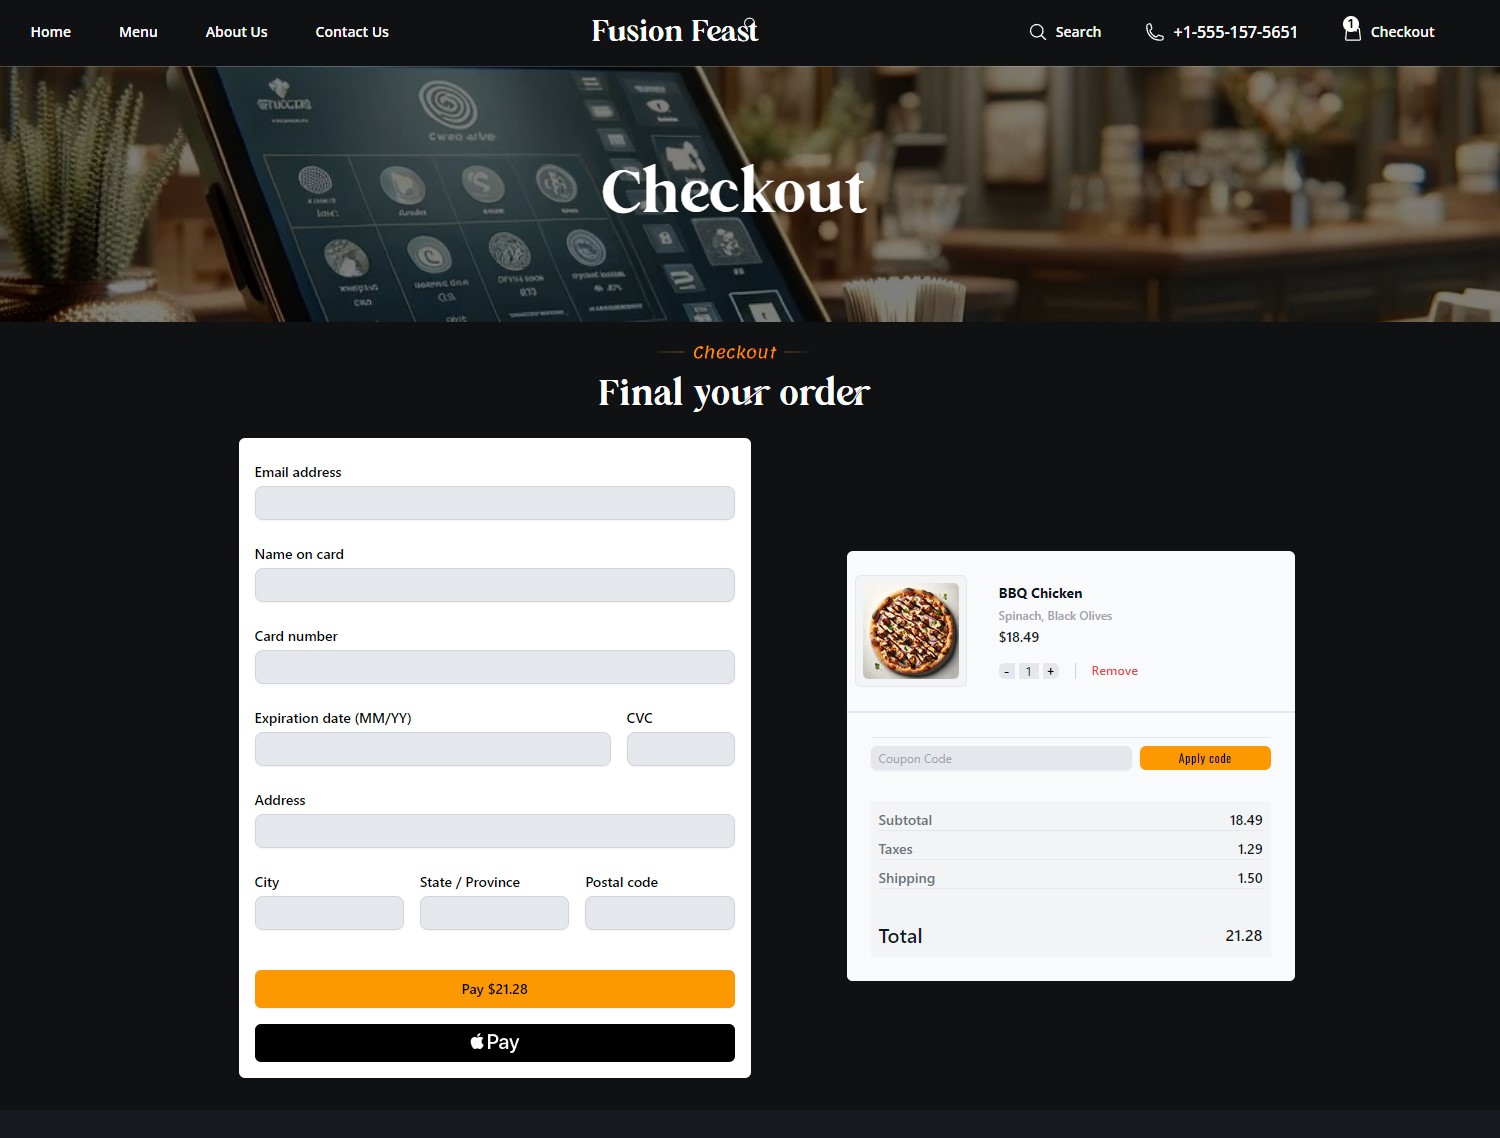 Home Menu About Us Contact Us Fusion Feast Search +1-555-157-5651 1 Checkout
Checkout
Checkout
Final your order
Email address
Name on card
Card number
Expiration date (MM/YY) CVC
Address
City State / Province Postal code
Pay $21.28
Pay
BBQ Chicken
Spinach, Black Olives
$18.49
- 1 + Remove
Coupon Code Apply code
Subtotal 18.49
Taxes 1.29
Shipping 1.50
Total 21.28